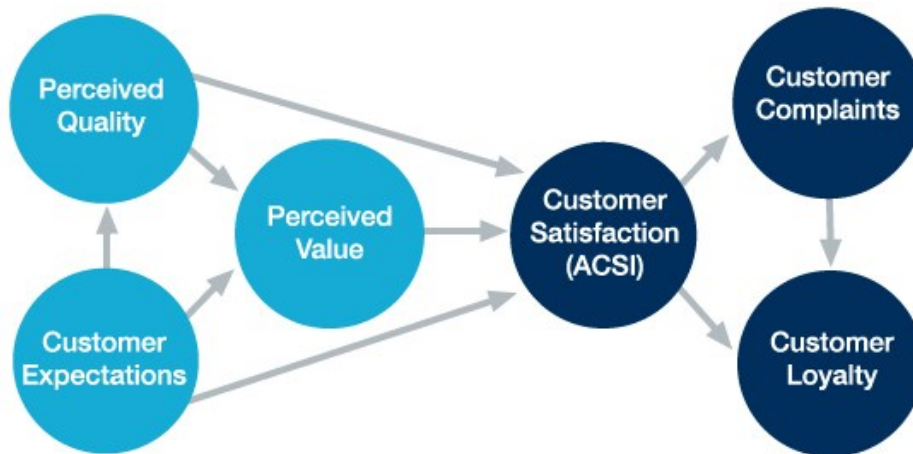 Perceived
Quality
Customer
Expectations
Perceived
Value
Customer
Satisfaction
(ACSI)
Customer
Complaints
Customer
Loyalty